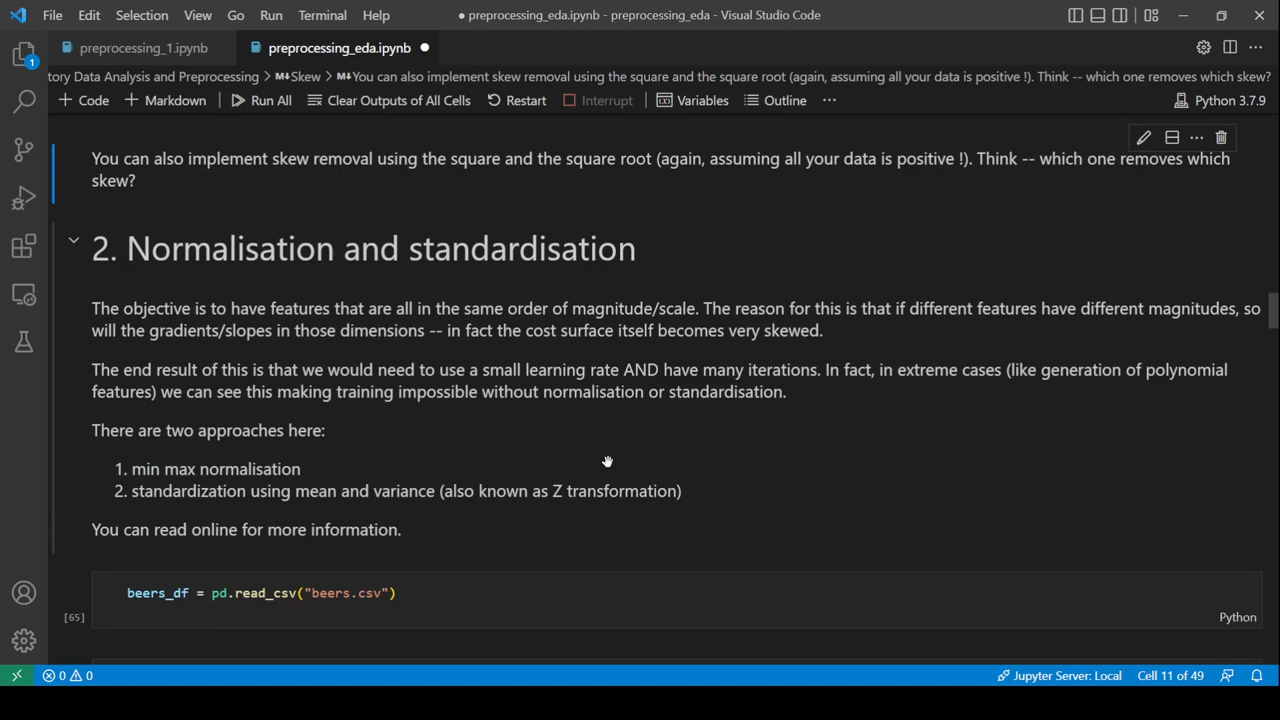 File Edit Selection View Go Run Terminal Help ● preprocessing_eda.ipynb - preprocessing_eda - Visual Studio Code
preprocessing_1.ipynb preprocessing_eda.ipynb
tory Data Analysis and Preprocessing > M↓Skew > M↓You can also implement skew removal using the square and the square root (again, assuming all your data is positive !). Think -- which one removes which skew?
+ Code + Markdown Run All Clear Outputs of All Cells Restart Interrupt Variables Outline ··· Python 3.7.9
You can also implement skew removal using the square and the square root (again, assuming all your data is positive !). Think -- which one removes which
skew?
2. Normalisation and standardisation
The objective is to have features that are all in the same order of magnitude/scale. The reason for this is that if different features have different magnitudes, so
will the gradients/slopes in those dimensions -- in fact the cost surface itself becomes very skewed.
The end result of this is that we would need to use a small learning rate AND have many iterations. In fact, in extreme cases (like generation of polynomial
features) we can see this making training impossible without normalisation or standardisation.
There are two approaches here:
1. min max normalisation
2. standardization using mean and variance (also known as Z transformation)
You can read online for more information.
beers_df = pd.read_csv("beers.csv")
[65] Python
1
0 0 Jupyter Server: Local Cell 11 of 49